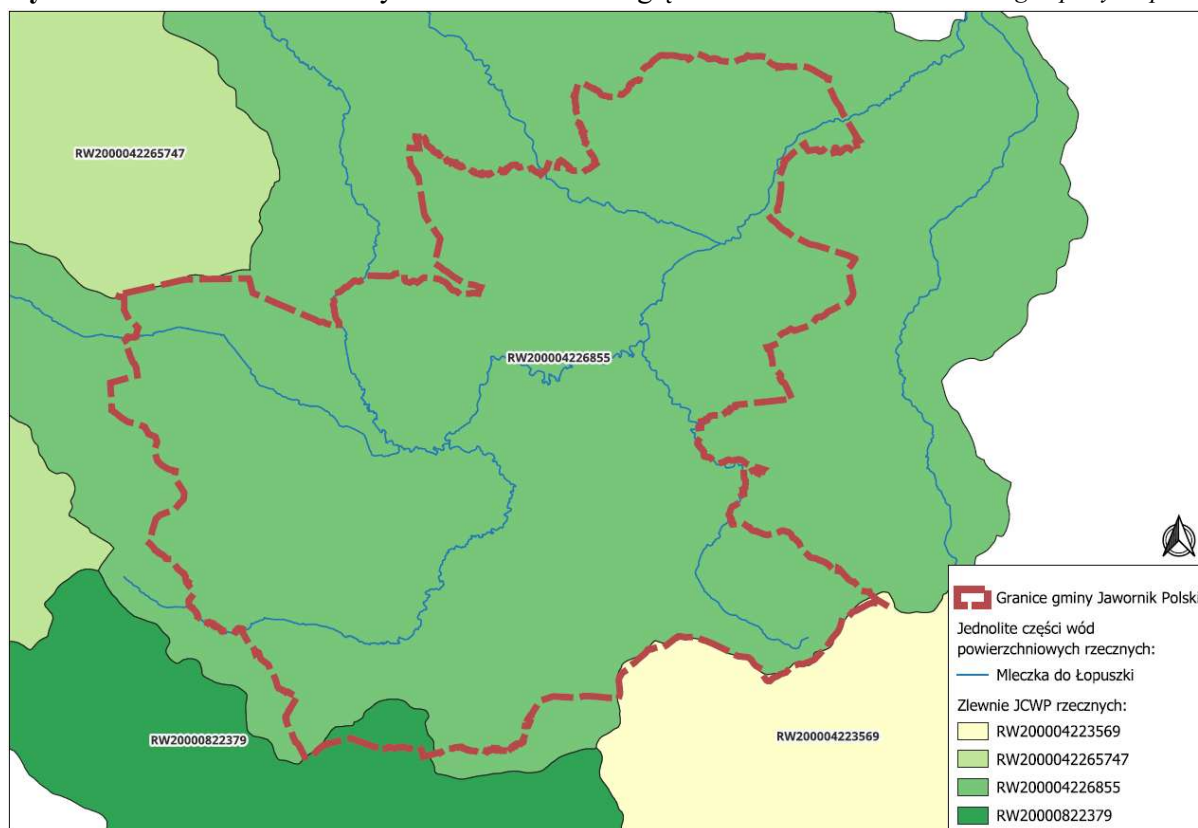 RW2000042265747
RW200004226855
RW20000822379
RW200004223569
Granice gminy Jawornik Polski
Jednolite części wód
powierzchniowych rzecznych:
Mleczka do Łopuszki
Zlewnie JCWP rzecznych:
RW200004223569
RW2000042265747
RW200004226855
RW20000822379